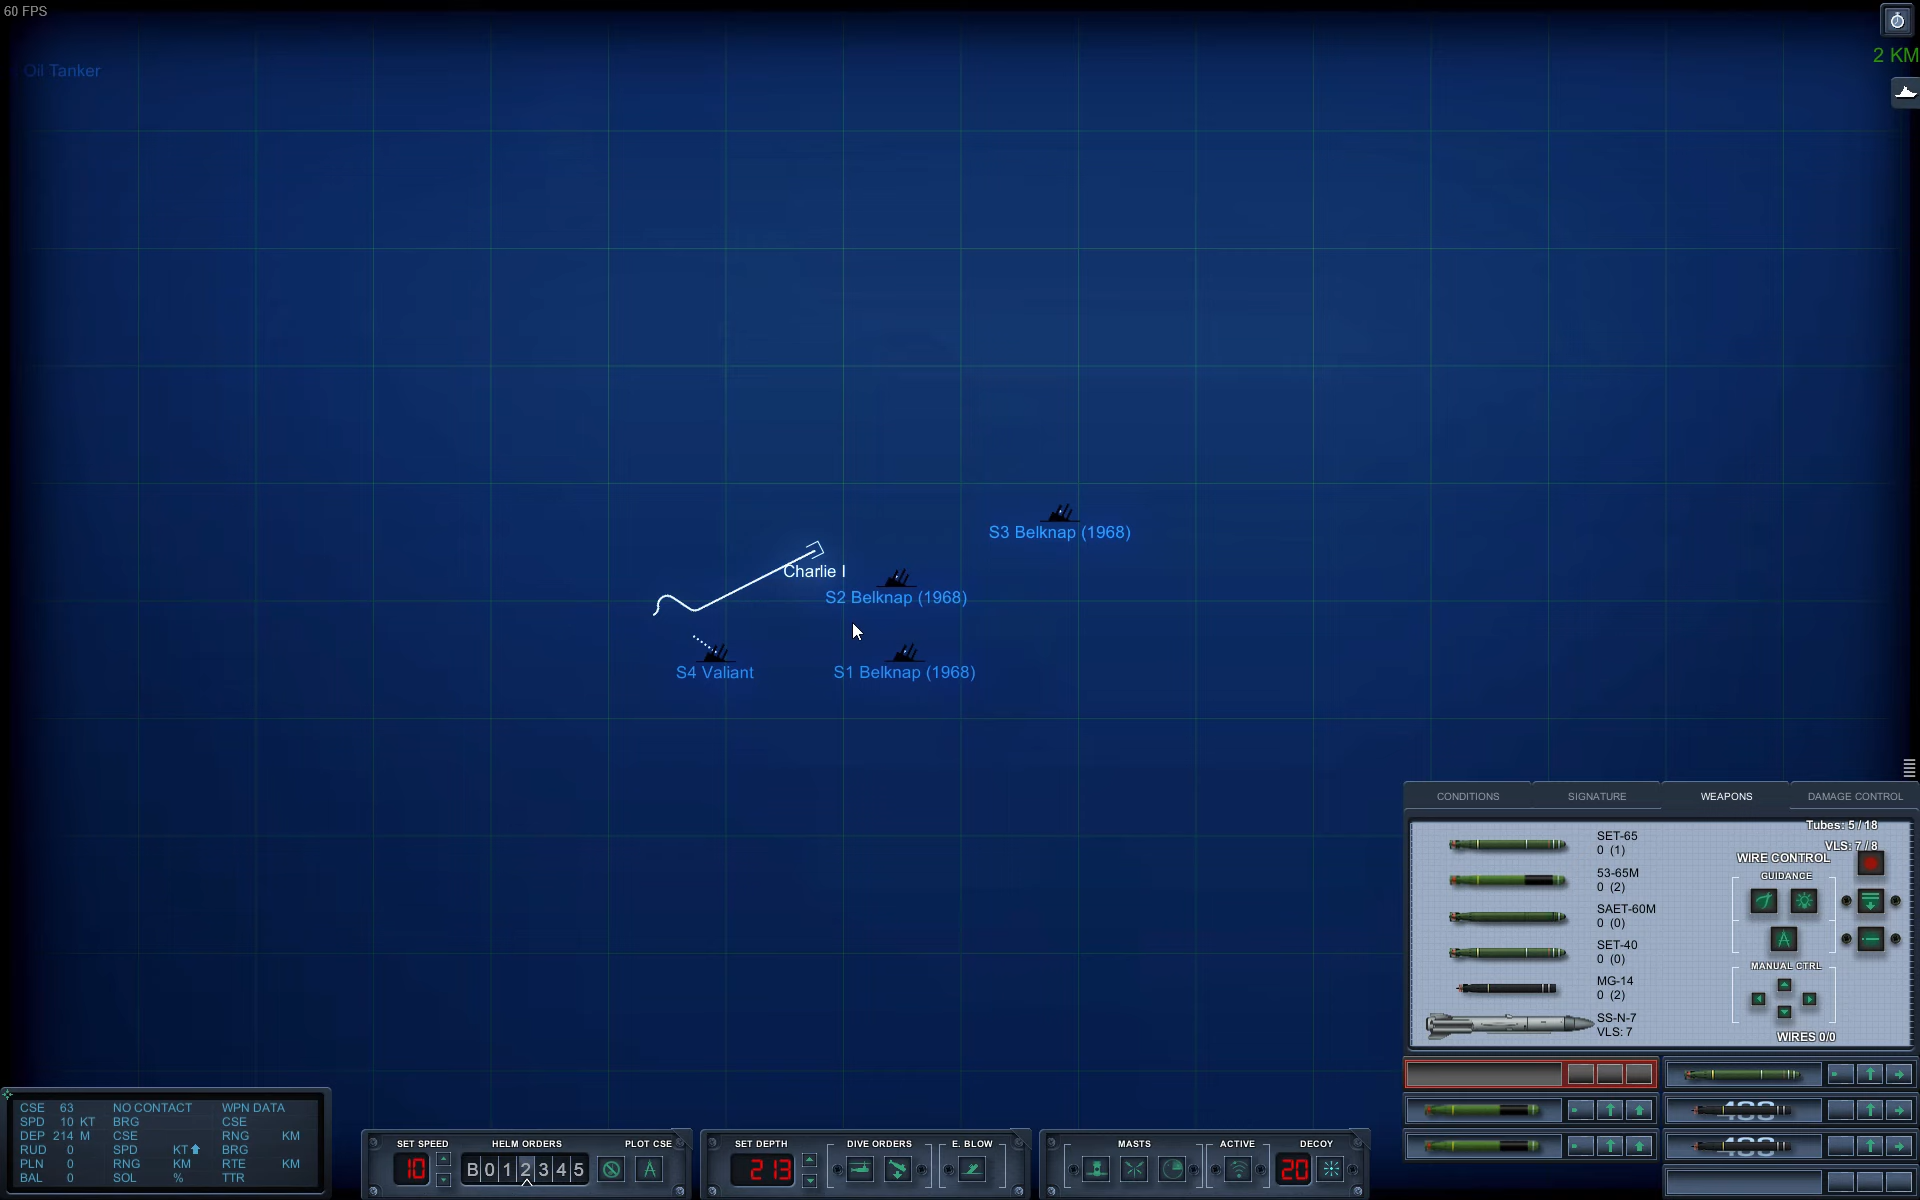 60 FPS
2 KM
Oil Tanker
S3 Belknap (1968)
Charlie I
S2 Belknap (1968)
S4 Valiant
S1 Belknap (1968)
CONDITIONS SIGNATURE WEAPONS DAMAGE CONTROL
Tubes: 5 / 18
VLS: 7 / 8
SET-65
0 (1)
53-65M
0 (2)
SAET-60M
0 (0)
SET-40
0 (0)
MG-14
0 (2)
SS-N-7
VLS: 7
WIRE CONTROL
GUIDANCE
MANUAL CTRL
WIRES 0/0
CSE 63 NO CONTACT WPN DATA
SPD 10 KT BRG CSE
DEP 214 M CSE RNG KM
RUD 0 SPD KT BRG
PLN 0 RNG KM RTE KM
BAL 0 SOL % TTR
SET SPEED HELM ORDERS PLOT CSE
10 B 0 1 2 3 4 5
SET DEPTH DIVE ORDERS E. BLOW
213
MASTS ACTIVE DECOY
20